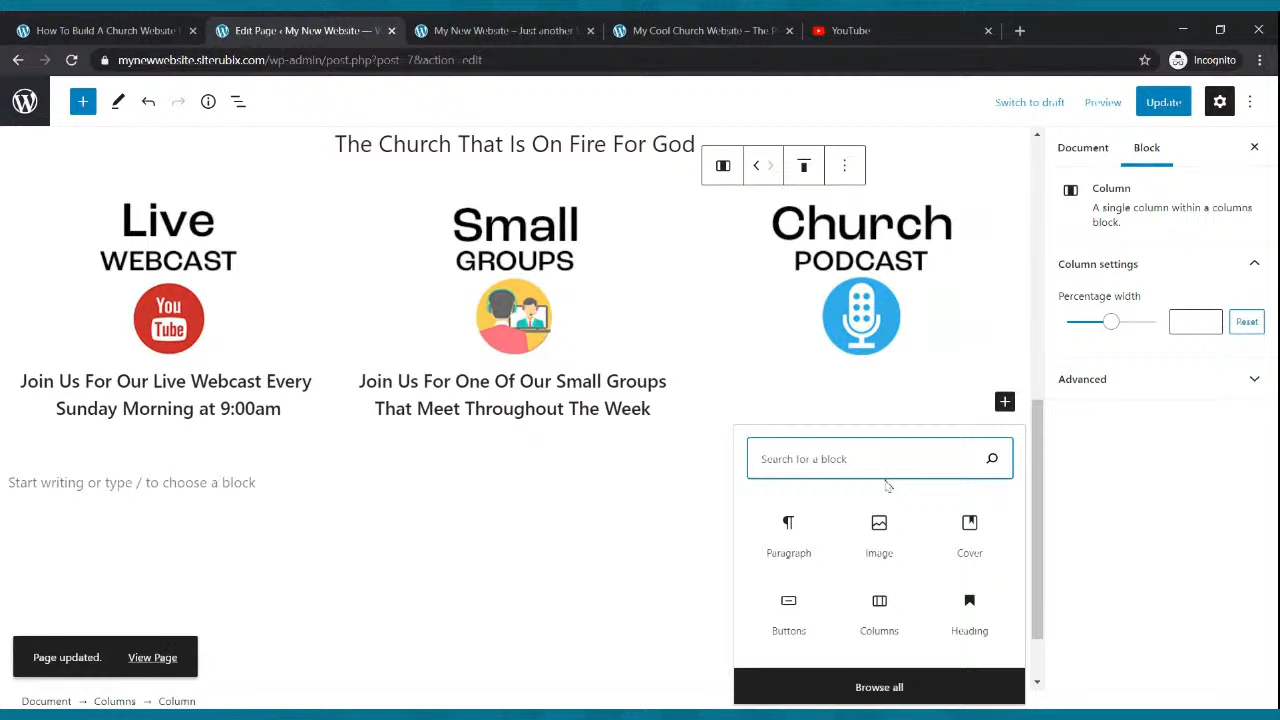 How To Build A Church Website
Edit Page ‹ My New Website — W
My New Website – Just another
My Cool Church Website – The P
YouTube
mynewwebsite.siterubix.com/wp-admin/post.php?post=7&action=edit
Incognito
Switch to draft
Preview
Update
The Church That Is On Fire For God
Document
Block
Column
A single column within a columns
block.
Live
WEBCAST
You
Tube
Small
GROUPS
Church
PODCAST
Column settings
Percentage width
Reset
Advanced
Join Us For Our Live Webcast Every
Sunday Morning at 9:00am
Join Us For One Of Our Small Groups
That Meet Throughout The Week
Start writing or type / to choose a block
Search for a block
Paragraph
Image
Cover
Buttons
Columns
Heading
Browse all
Page updated.
View Page
Document → Columns → Column